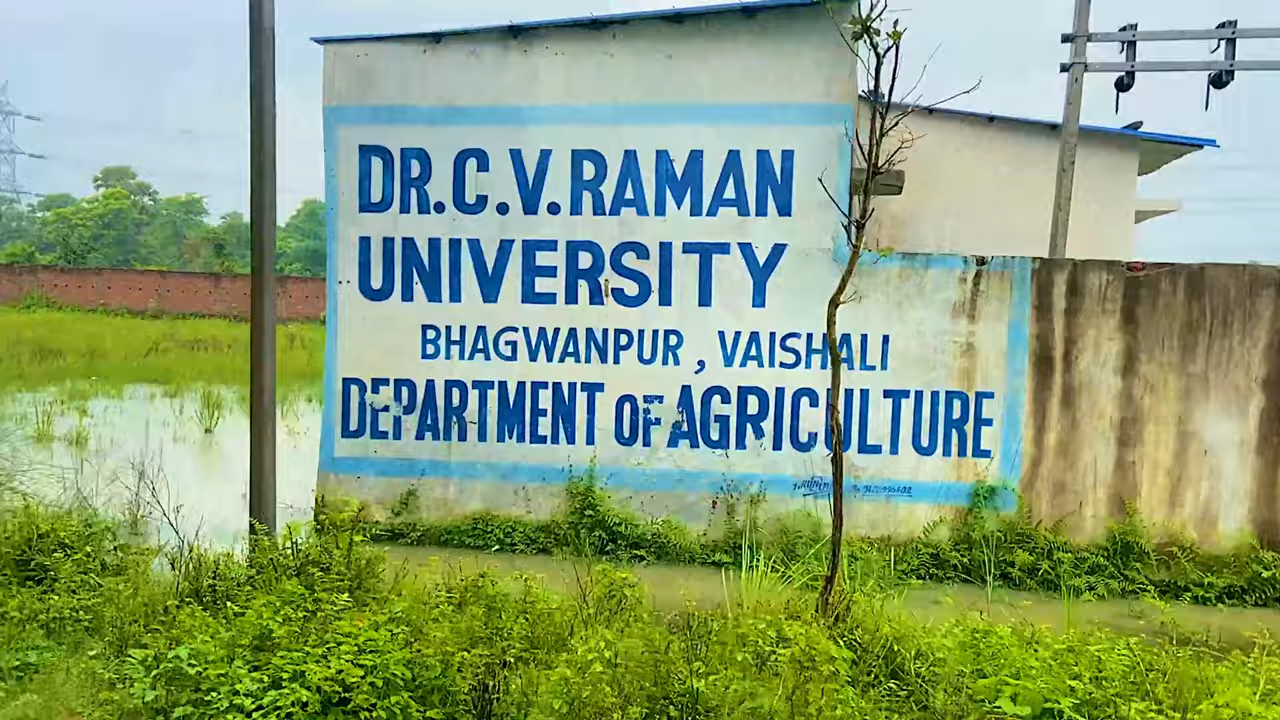 DR.C.V.RAMAN
UNIVERSITY
BHAGWANPUR, VAISHALI
DEPARTMENT OF AGRICULTURE